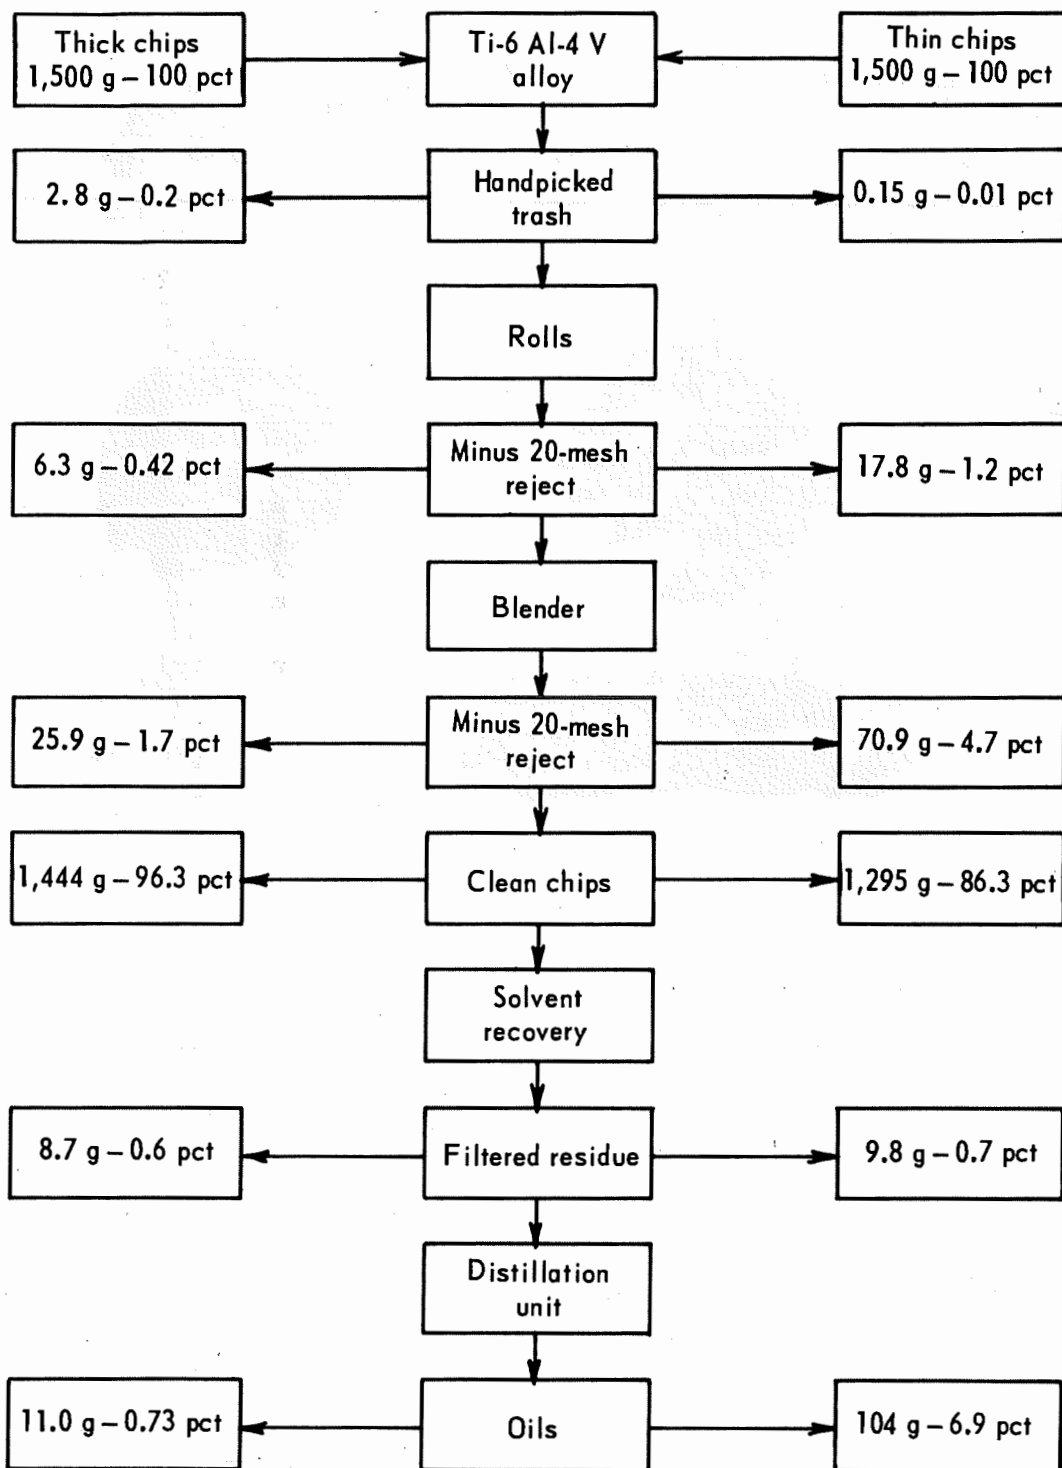 Thick chips
1,500 g – 100 pct
Ti-6 Al-4 V
alloy
Thin chips
1,500 g – 100 pct
2.8 g – 0.2 pct
Handpicked
trash
0.15 g – 0.01 pct
Rolls
6.3 g – 0.42 pct
Minus 20-mesh
reject
17.8 g – 1.2 pct
Blender
25.9 g – 1.7 pct
Minus 20-mesh
reject
70.9 g – 4.7 pct
1,444 g – 96.3 pct
Clean chips
1,295 g – 86.3 pct
Solvent
recovery
8.7 g – 0.6 pct
Filtered residue
9.8 g – 0.7 pct
Distillation
unit
11.0 g – 0.73 pct
Oils
104 g – 6.9 pct